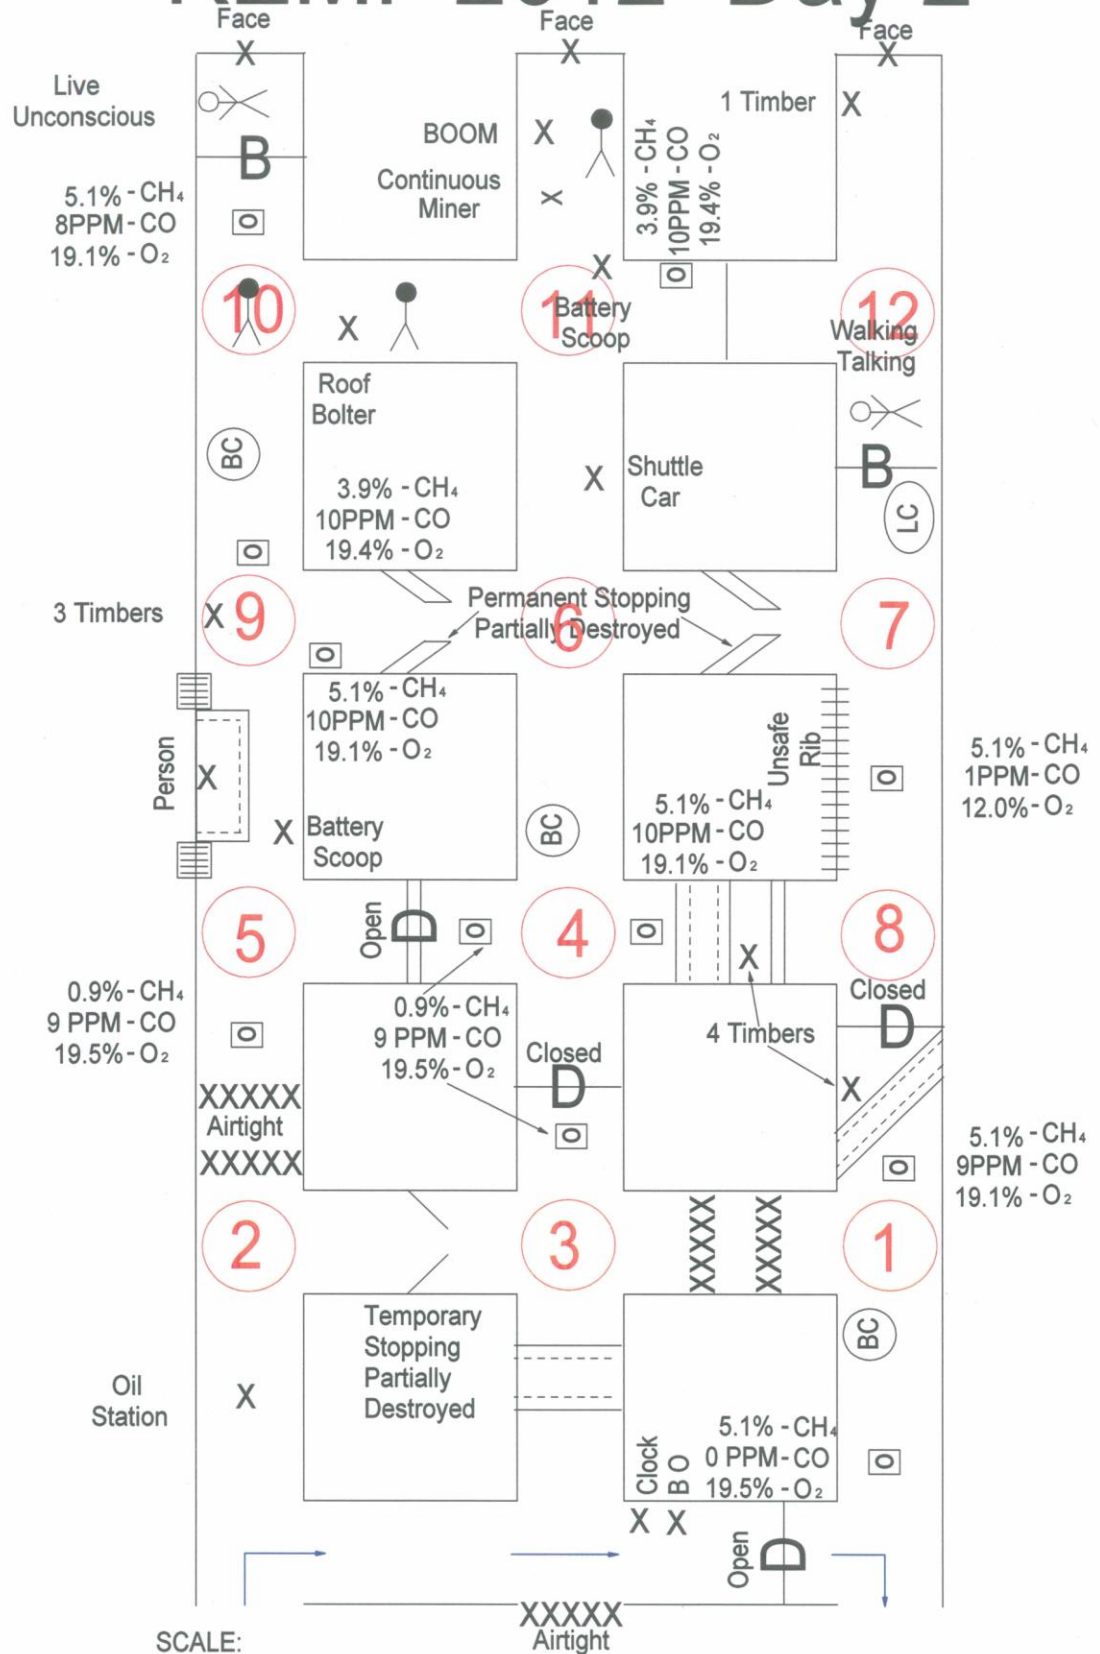 2012 Day 2
Face
Face
Face
Live
Unconscious
B
5.1% - CH₄
8PPM - CO
19.1% - O₂
O
BOOM
X
Continuous
Miner
X
3.9% - CH₄
10PPM - CO
19.4% - O₂
O
1 Timber
X
10
X
11
X
Battery
Scoop
12
Walking
Talking
Roof
Bolter
BC
3.9% - CH₄
10PPM - CO
19.4% - O₂
O
X
Shuttle
Car
B
LC
3 Timbers
X
9
O
Permanent Stopping
Partially Destroyed
6
7
5.1% - CH₄
10PPM - CO
19.1% - O₂
Person
X
X
Battery
Scoop
BC
Unsafe
Rib
5.1% - CH₄
10PPM - CO
19.1% - O₂
O
5.1% - CH₄
1PPM - CO
12.0% - O₂
5
Open
D
O
4
O
X
8
0.9% - CH₄
9 PPM - CO
19.5% - O₂
O
0.9% - CH₄
9 PPM - CO
19.5% - O₂
Closed
D
O
4 Timbers
X
Closed
D
XXXXX
Airtight
XXXXX
5.1% - CH₄
9PPM - CO
19.1% - O₂
O
2
3
XXXXX
XXXXX
1
Temporary
Stopping
Partially
Destroyed
BC
Oil
Station
X
Clock
B O
X X
5.1% - CH₄
0 PPM - CO
19.5% - O₂
O
Open
D
XXXXX
Airtight
SCALE: